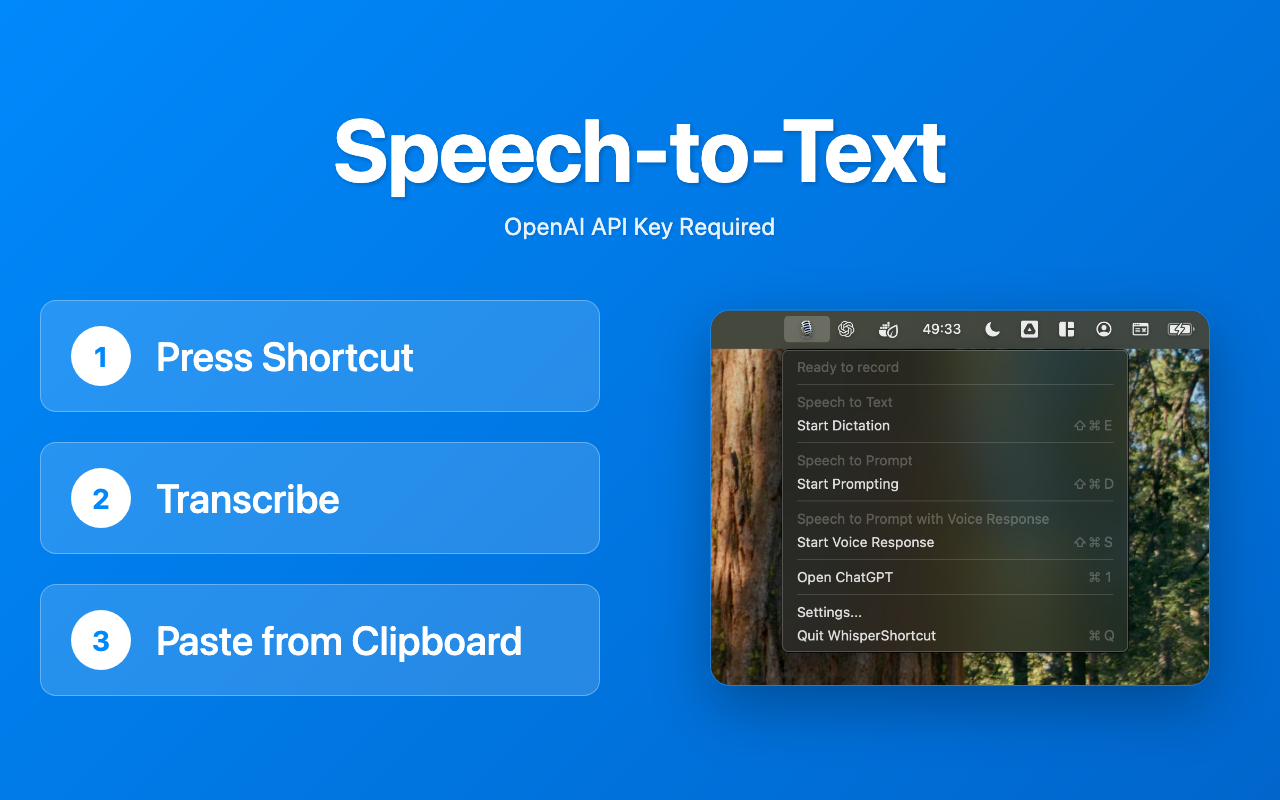 Speech-to-Text
OpenAI API Key Required
1 Press Shortcut
2 Transcribe
3 Paste from Clipboard
49:33
Ready to record
Speech to Text
Start Dictation ⇧⌘E
Speech to Prompt
Start Prompting ⇧⌘D
Speech to Prompt with Voice Response
Start Voice Response ⇧⌘S
Open ChatGPT ⌘1
Settings...
Quit WhisperShortcut ⌘Q